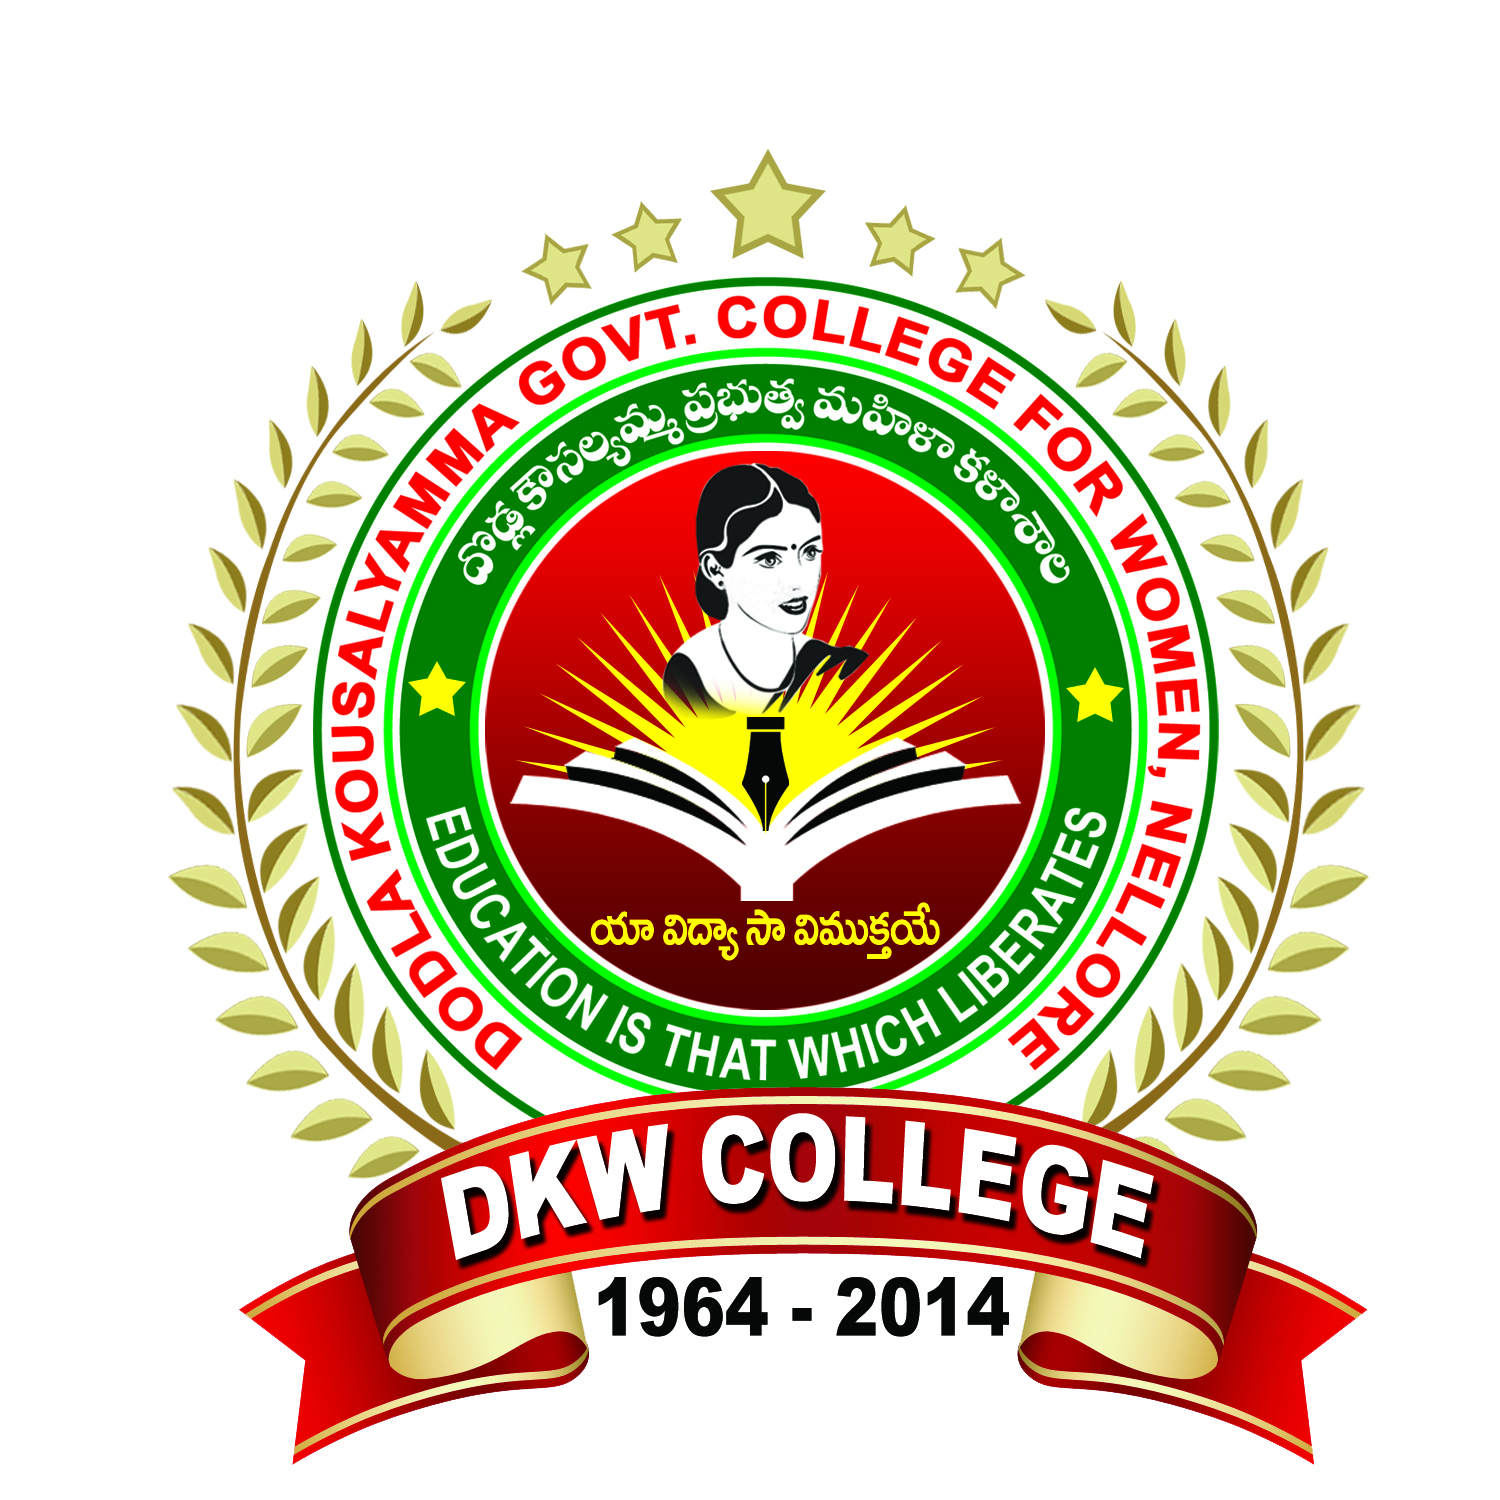 DODLA KOUSALYAMMA GOVT. COLLEGE FOR WOMEN, NELLORE
దొడ్ల కౌసల్యమ్మ ప్రభుత్వ మహిళా కళాశాల
యా విద్యా సా విముక్తయే
EDUCATION IS THAT WHICH LIBERATES
DKW COLLEGE
1964 - 2014